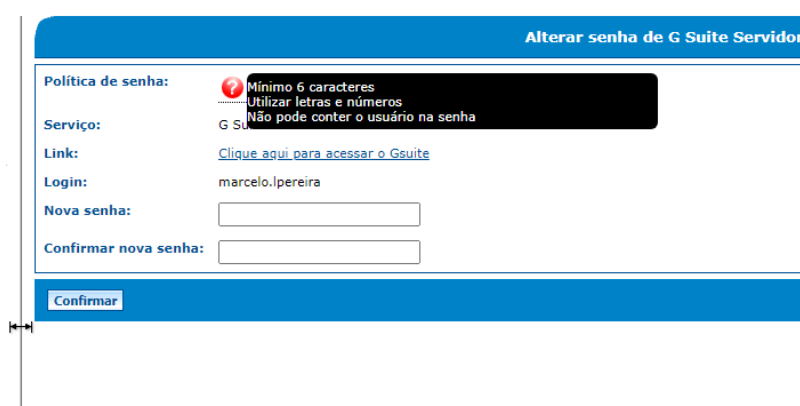 Alterar senha de G Suite Servidor
Política de senha:
Mínimo 6 caracteres
Utilizar letras e números
Não pode conter o usuário na senha
Serviço:
G Su
Link:
Clique aqui para acessar o Gsuite
Login:
marcelo.lpereira
Nova senha:
Confirmar nova senha:
Confirmar